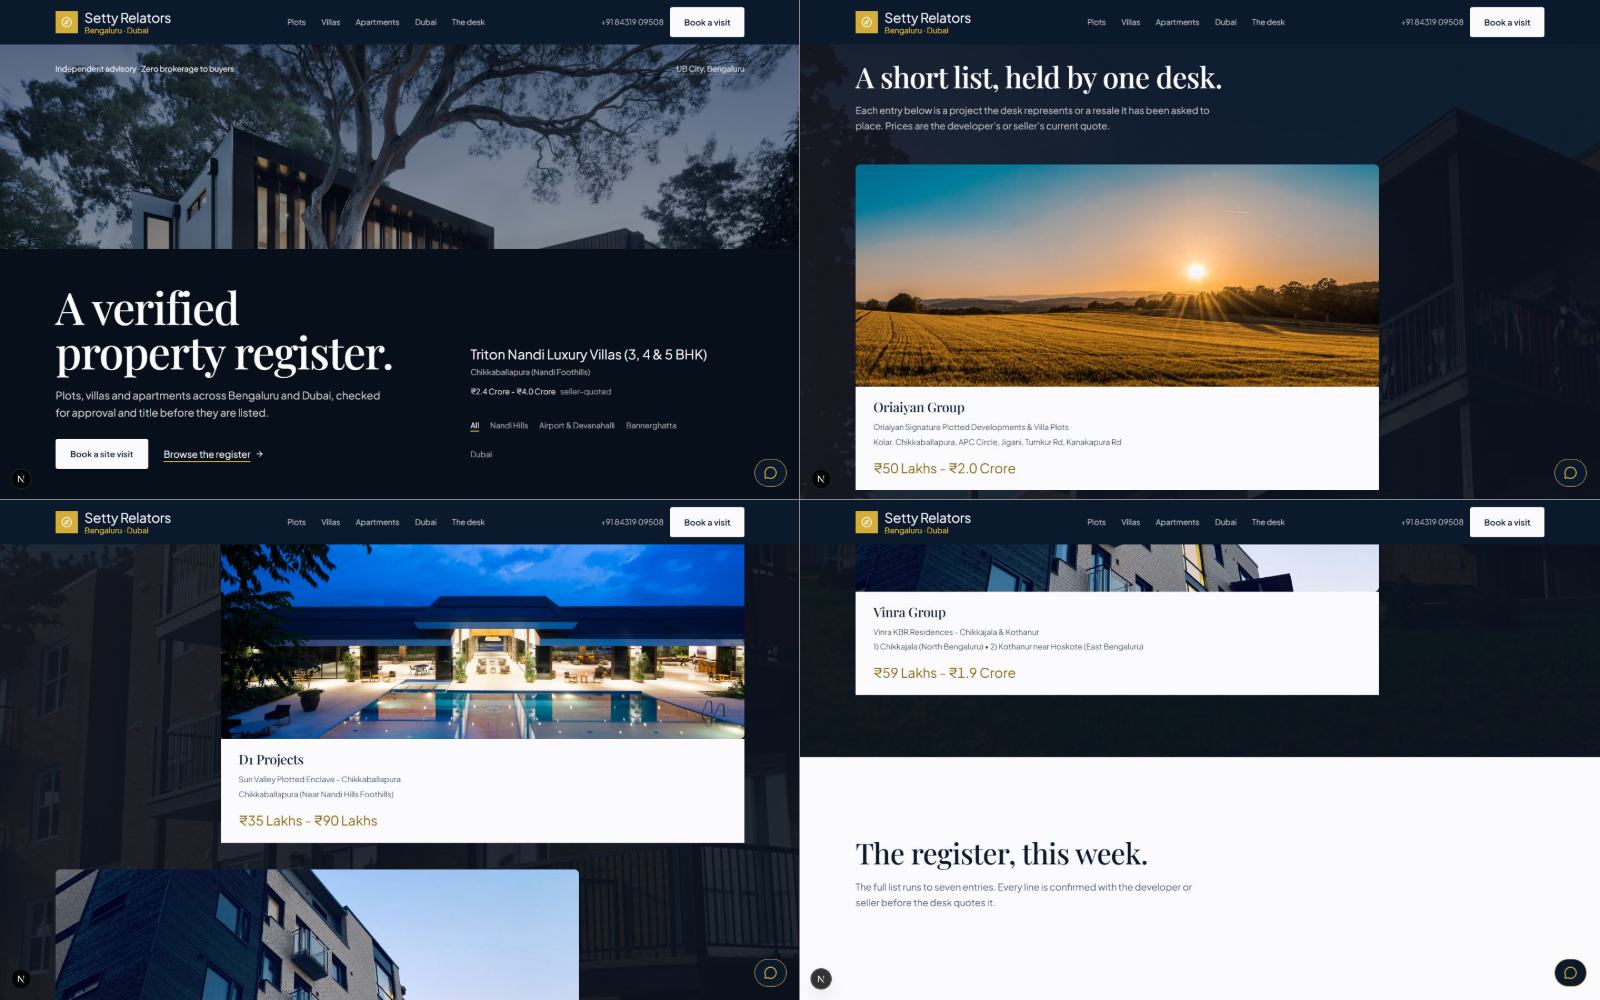 Setty Relators
Bengaluru · Dubai
Plots Villas Apartments Dubai The desk
+91 84319 09508
Book a visit
Independent advisory · Zero brokerage to buyers
UB City, Bengaluru
A verified
property register.
Plots, villas and apartments across Bengaluru and Dubai, checked
for approval and title before they are listed.
Book a site visit
Browse the register →
Triton Nandi Luxury Villas (3, 4 & 5 BHK)
Chikkaballapura (Nandi Foothills)
₹2.4 Crore - ₹4.0 Crore seller-quoted
All Nandi Hills Airport & Devanahalli Bannerghatta
Dubai
N
Setty Relators
Bengaluru · Dubai
Plots Villas Apartments Dubai The desk
+91 84319 09508
Book a visit
A short list, held by one desk.
Each entry below is a project the desk represents or a resale it has been asked to
place. Prices are the developer's or seller's current quote.
Oriaiyan Group
Oriaiyan Signature Plotted Developments & Villa Plots
Kolar, Chikkaballapura, APC Circle, Jigani, Tumkur Rd, Kanakapura Rd
₹50 Lakhs - ₹2.0 Crore
N
Setty Relators
Bengaluru · Dubai
Plots Villas Apartments Dubai The desk
+91 84319 09508
Book a visit
D1 Projects
Sun Valley Plotted Enclave - Chikkaballapura
Chikkaballapura (Near Nandi Hills Foothills)
₹35 Lakhs - ₹90 Lakhs
N
Setty Relators
Bengaluru · Dubai
Plots Villas Apartments Dubai The desk
+91 84319 09508
Book a visit
Vinra Group
Vinra KBR Residences - Chikkajala & Kothanur
1) Chikkajala (North Bengaluru) • 2) Kothanur near Hoskote (East Bengaluru)
₹59 Lakhs - ₹1.9 Crore
The register, this week.
The full list runs to seven entries. Every line is confirmed with the developer or
seller before the desk quotes it.
N